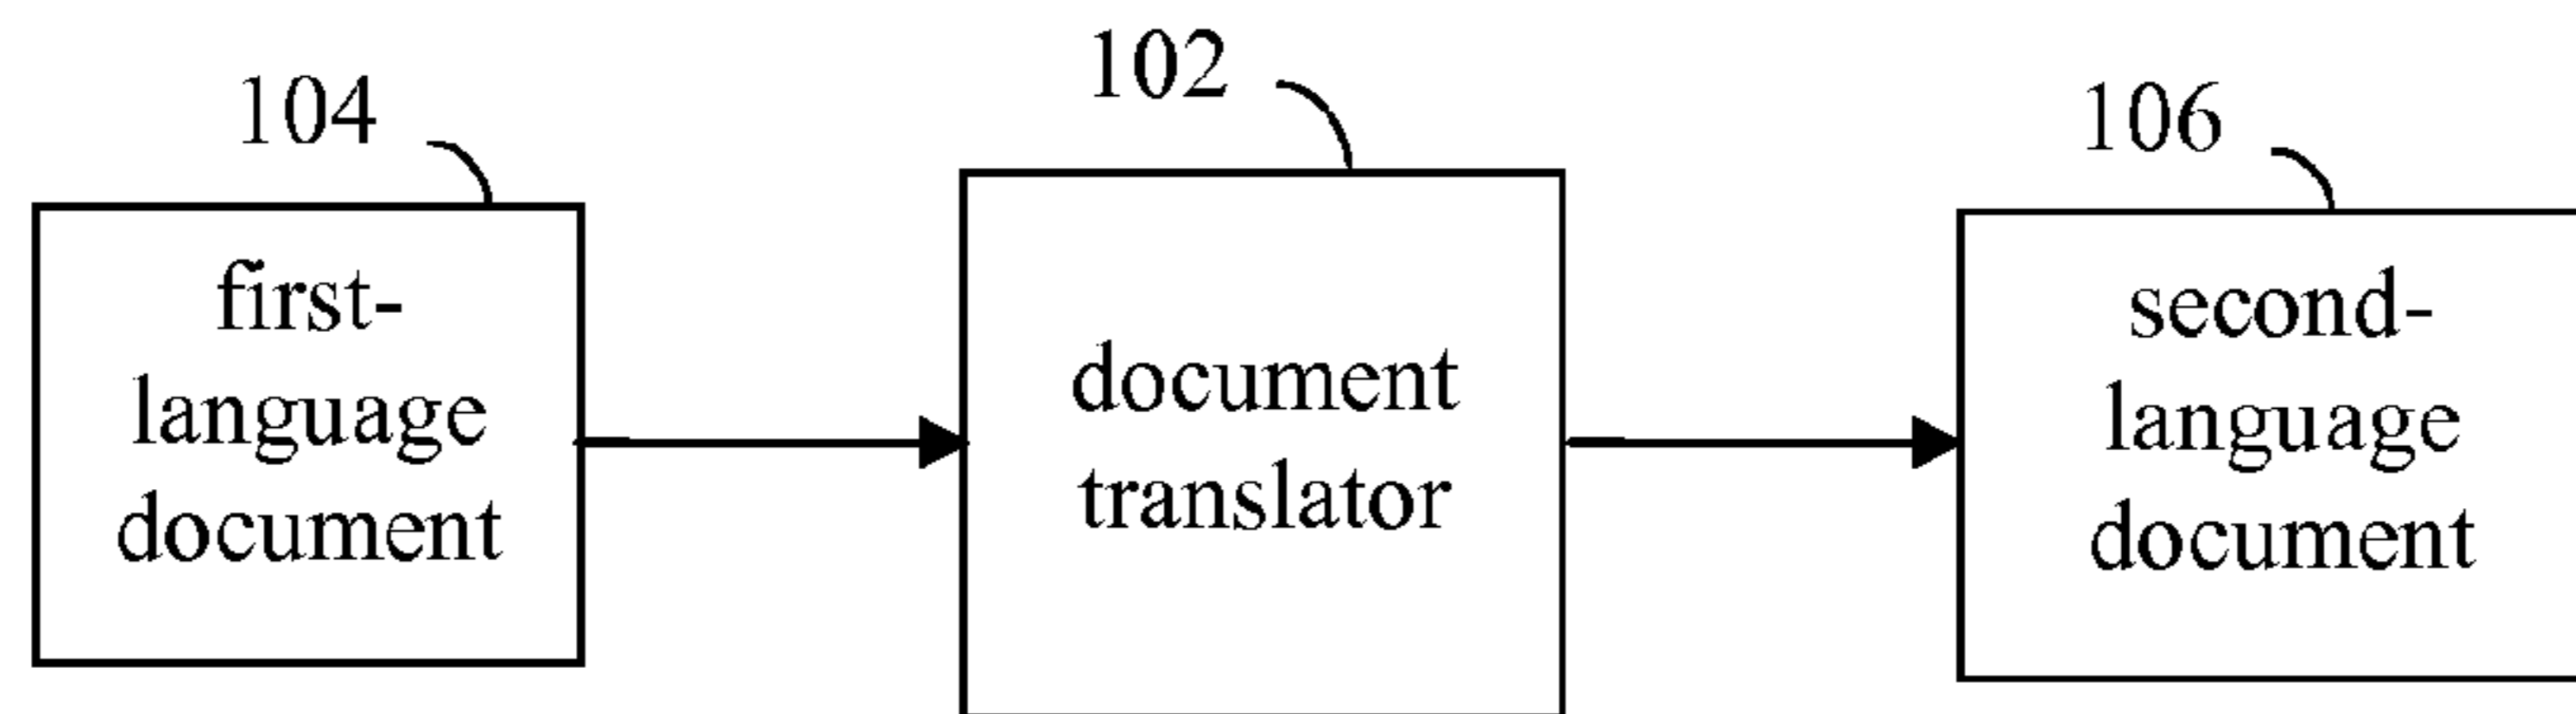 104
first-
language
document
102
document
translator
106
second-
language
document